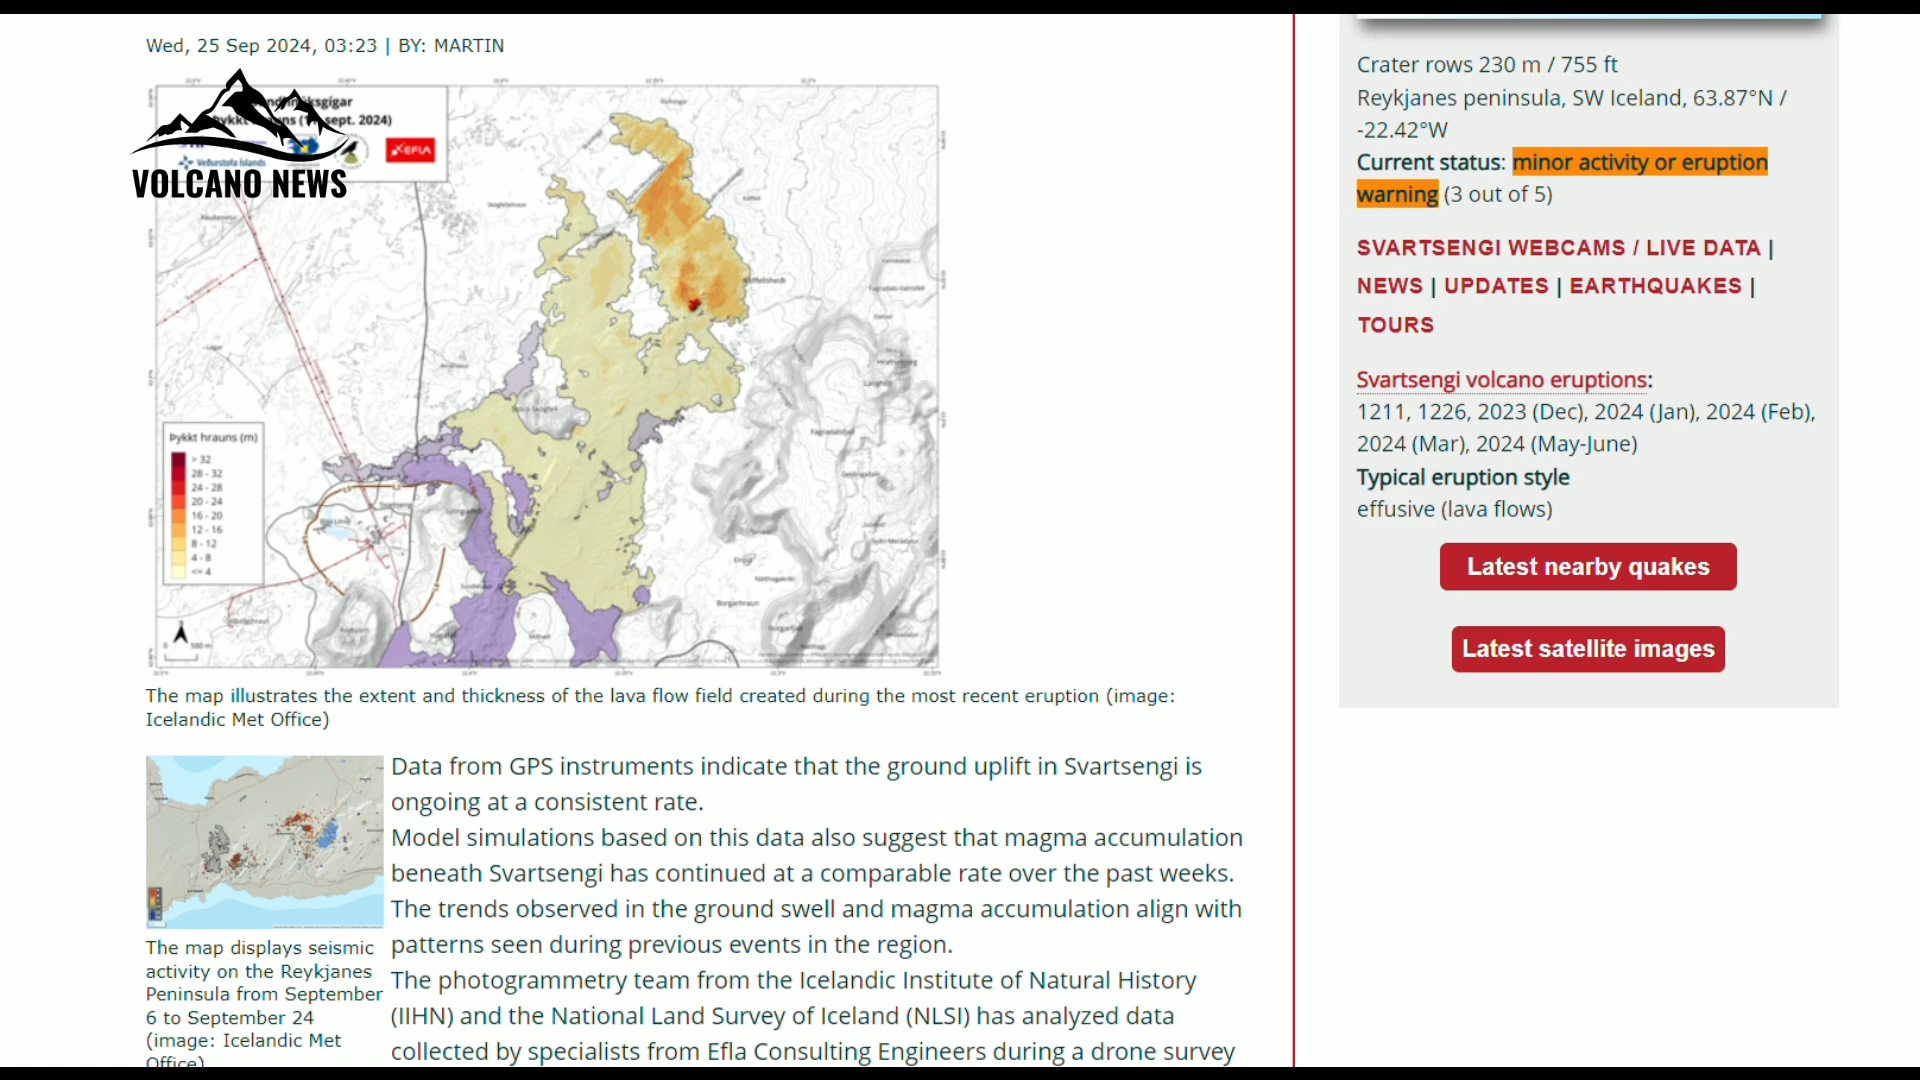 Wed, 25 Sep 2024, 03:23 | BY: MARTIN
sept. 2024)
Veðurstofa Íslands
EFLA
VOLCANO NEWS
Þykkt hrauns (m)
> 32
28 - 32
24 - 28
20 - 24
16 - 20
12 - 16
8 - 12
4 - 8
<= 4
0 500 m
The map illustrates the extent and thickness of the lava flow field created during the most recent eruption (image:
Icelandic Met Office)
The map displays seismic
activity on the Reykjanes
Peninsula from September
6 to September 24
(image: Icelandic Met
Office)
Data from GPS instruments indicate that the ground uplift in Svartsengi is
ongoing at a consistent rate.
Model simulations based on this data also suggest that magma accumulation
beneath Svartsengi has continued at a comparable rate over the past weeks.
The trends observed in the ground swell and magma accumulation align with
patterns seen during previous events in the region.
The photogrammetry team from the Icelandic Institute of Natural History
(IIHN) and the National Land Survey of Iceland (NLSI) has analyzed data
collected by specialists from Efla Consulting Engineers during a drone survey
Crater rows 230 m / 755 ft
Reykjanes peninsula, SW Iceland, 63.87°N /
-22.42°W
Current status: minor activity or eruption
warning (3 out of 5)
SVARTSENGI WEBCAMS / LIVE DATA |
NEWS | UPDATES | EARTHQUAKES |
TOURS
Svartsengi volcano eruptions:
1211, 1226, 2023 (Dec), 2024 (Jan), 2024 (Feb),
2024 (Mar), 2024 (May-June)
Typical eruption style
effusive (lava flows)
Latest nearby quakes
Latest satellite images